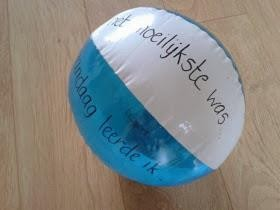 Het moeilijkste was
Vandaag leerde ik.